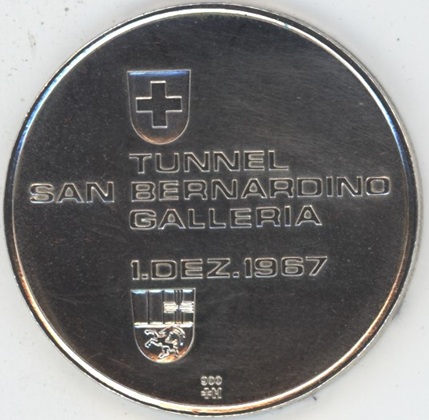 TUNNEL
SAN BERNARDINO
GALLERIA
1.DEZ.1967